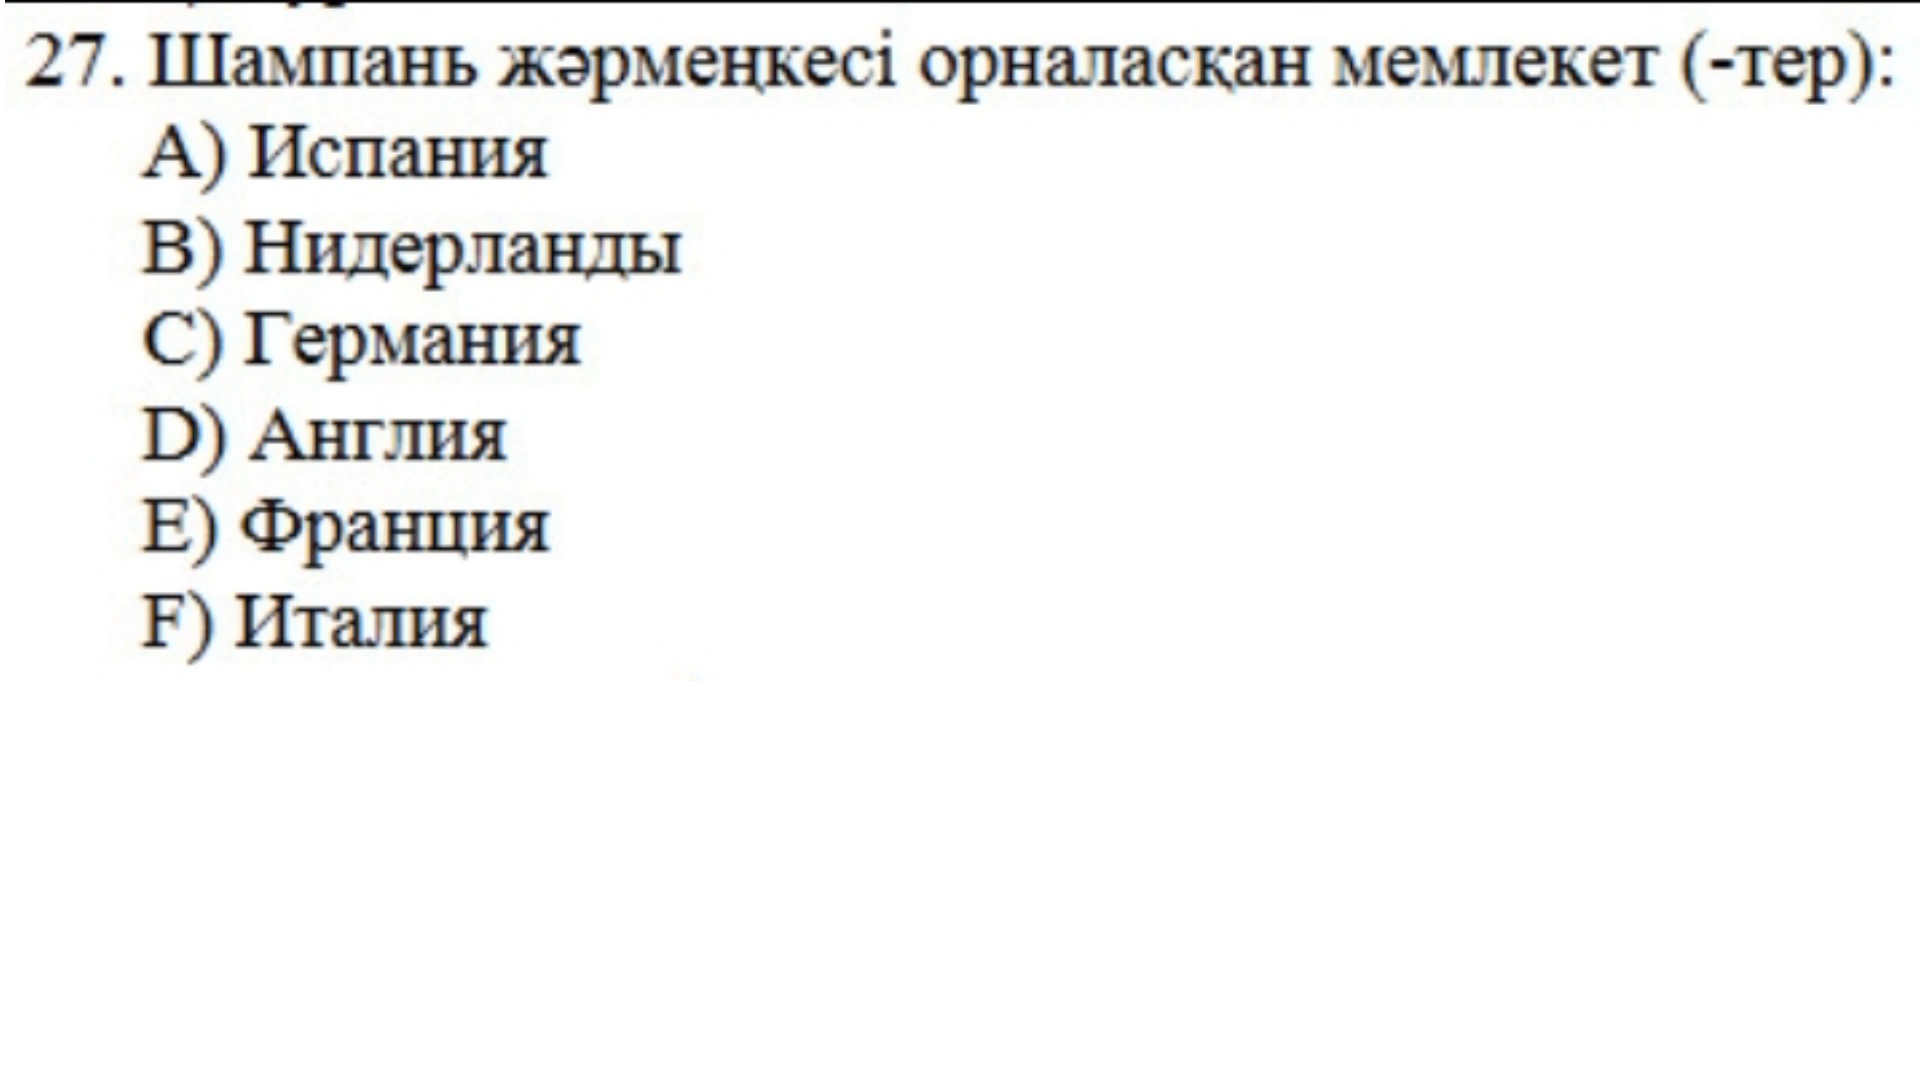 27. Шампань жәрмеңкесі орналасқан мемлекет (-тер):
A) Испания
B) Нидерланды
C) Германия
D) Англия
E) Франция
F) Италия